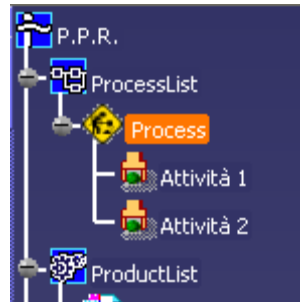 P.P.R.
ProcessList
Process
Attività 1
Attività 2
ProductList